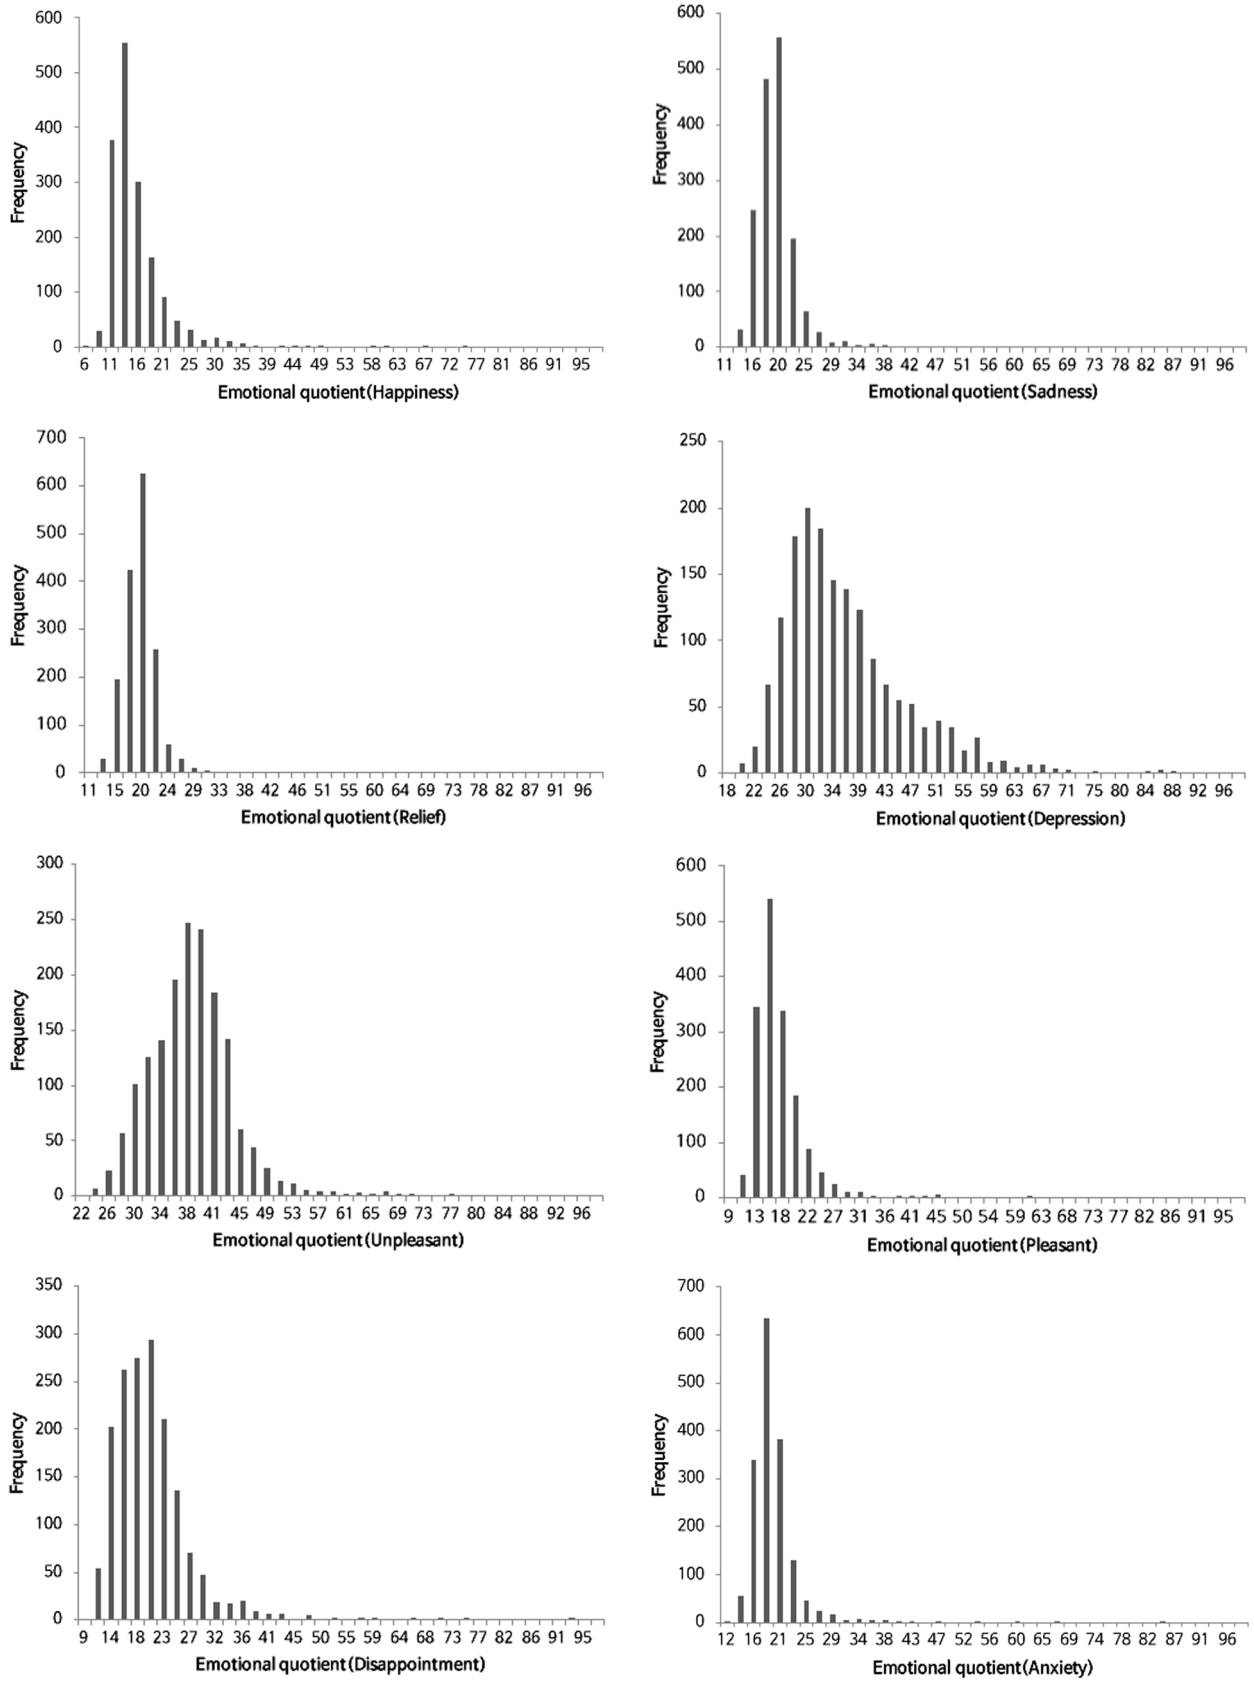 600
500
400
300
200
100
0
Frequency
6 11 16 21 25 30 35 39 44 49 53 58 63 67 72 77 81 86 91 95
Emotional quotient (Happiness)
600
500
400
300
200
100
0
Frequency
11 16 20 25 29 34 38 42 47 51 56 60 64 69 73 78 82 87 91 96
Emotional quotient (Sadness)
700
600
500
400
300
200
100
0
Frequency
11 15 20 24 29 33 38 42 46 51 55 60 64 69 73 78 82 87 91 96
Emotional quotient (Relief)
250
200
150
100
50
0
Frequency
18 22 26 30 34 39 43 47 51 55 59 63 67 71 76 80 84 88 92 96
Emotional quotient (Depression)
300
250
200
150
100
50
0
Frequency
22 26 30 34 38 41 45 49 53 57 61 65 69 73 77 80 84 88 92 96
Emotional quotient (Unpleasant)
600
500
400
300
200
100
0
Frequency
9 13 18 22 27 31 36 41 45 50 54 59 63 68 73 77 82 86 91 95
Emotional quotient (Pleasant)
350
300
250
200
150
100
50
0
Frequency
9 14 18 23 27 32 36 41 45 50 54 59 64 68 73 77 82 86 91 95
Emotional quotient (Disappointment)
700
600
500
400
300
200
100
0
Frequency
12 16 21 25 29 34 38 43 47 52 56 60 65 69 74 78 82 87 91 96
Emotional quotient (Anxiety)